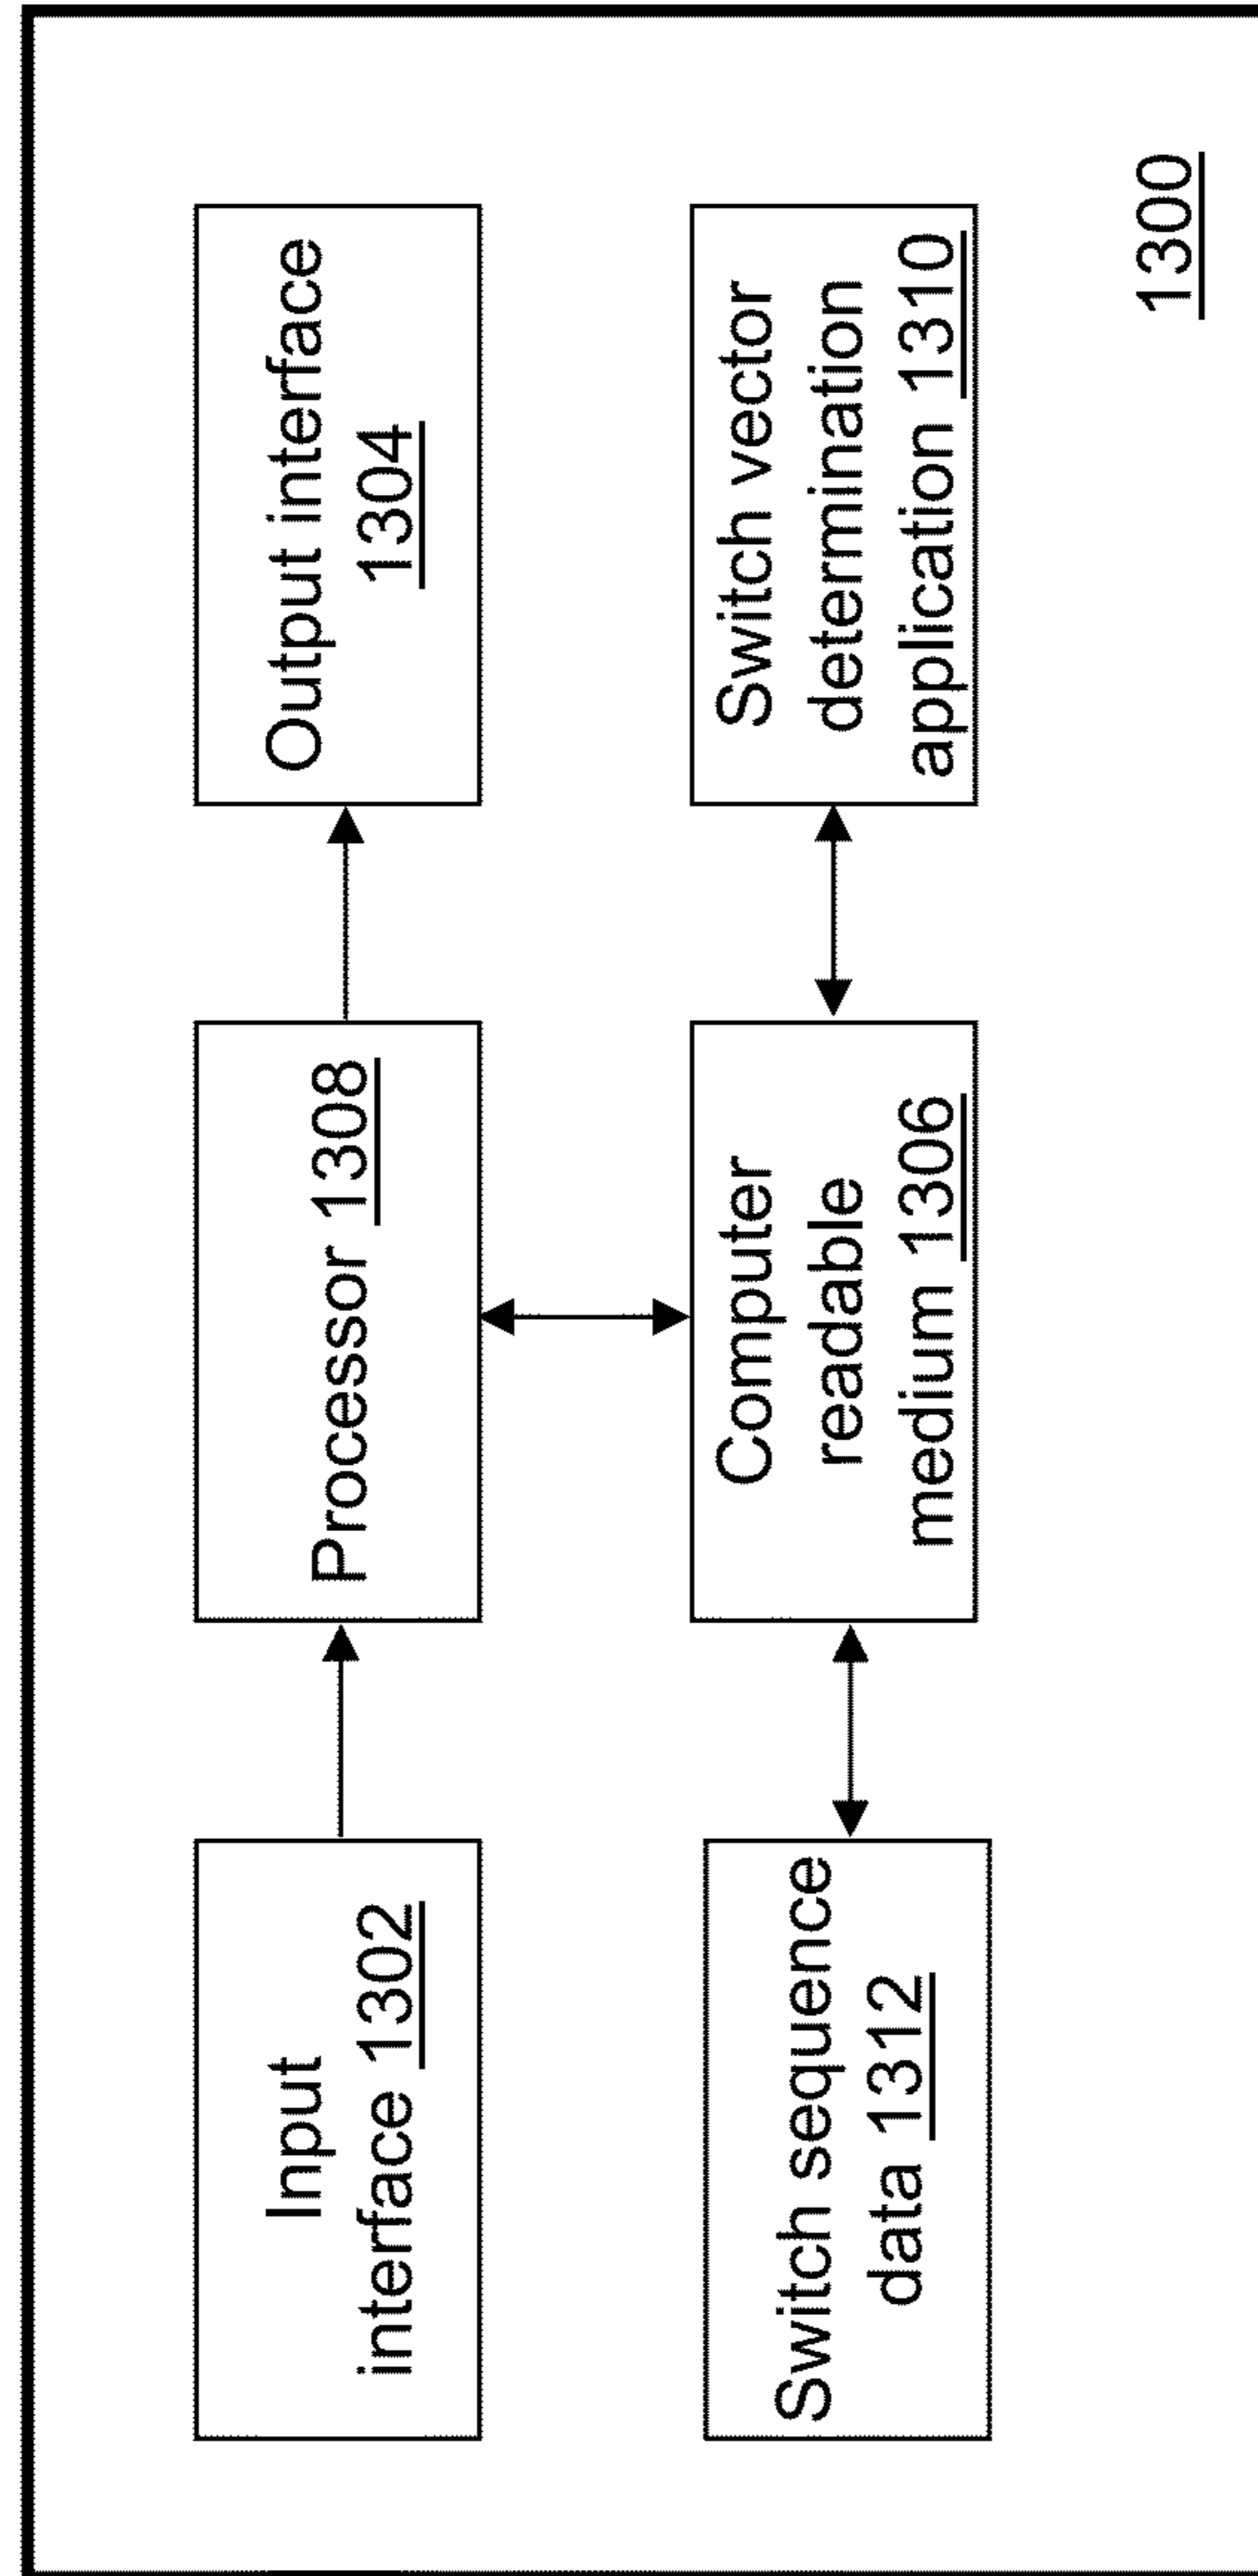 Input
interface 1302
Processor 1308
Output interface
1304
Switch sequence
data 1312
Computer
readable
medium 1306
Switch vector
determination
application 1310
1300